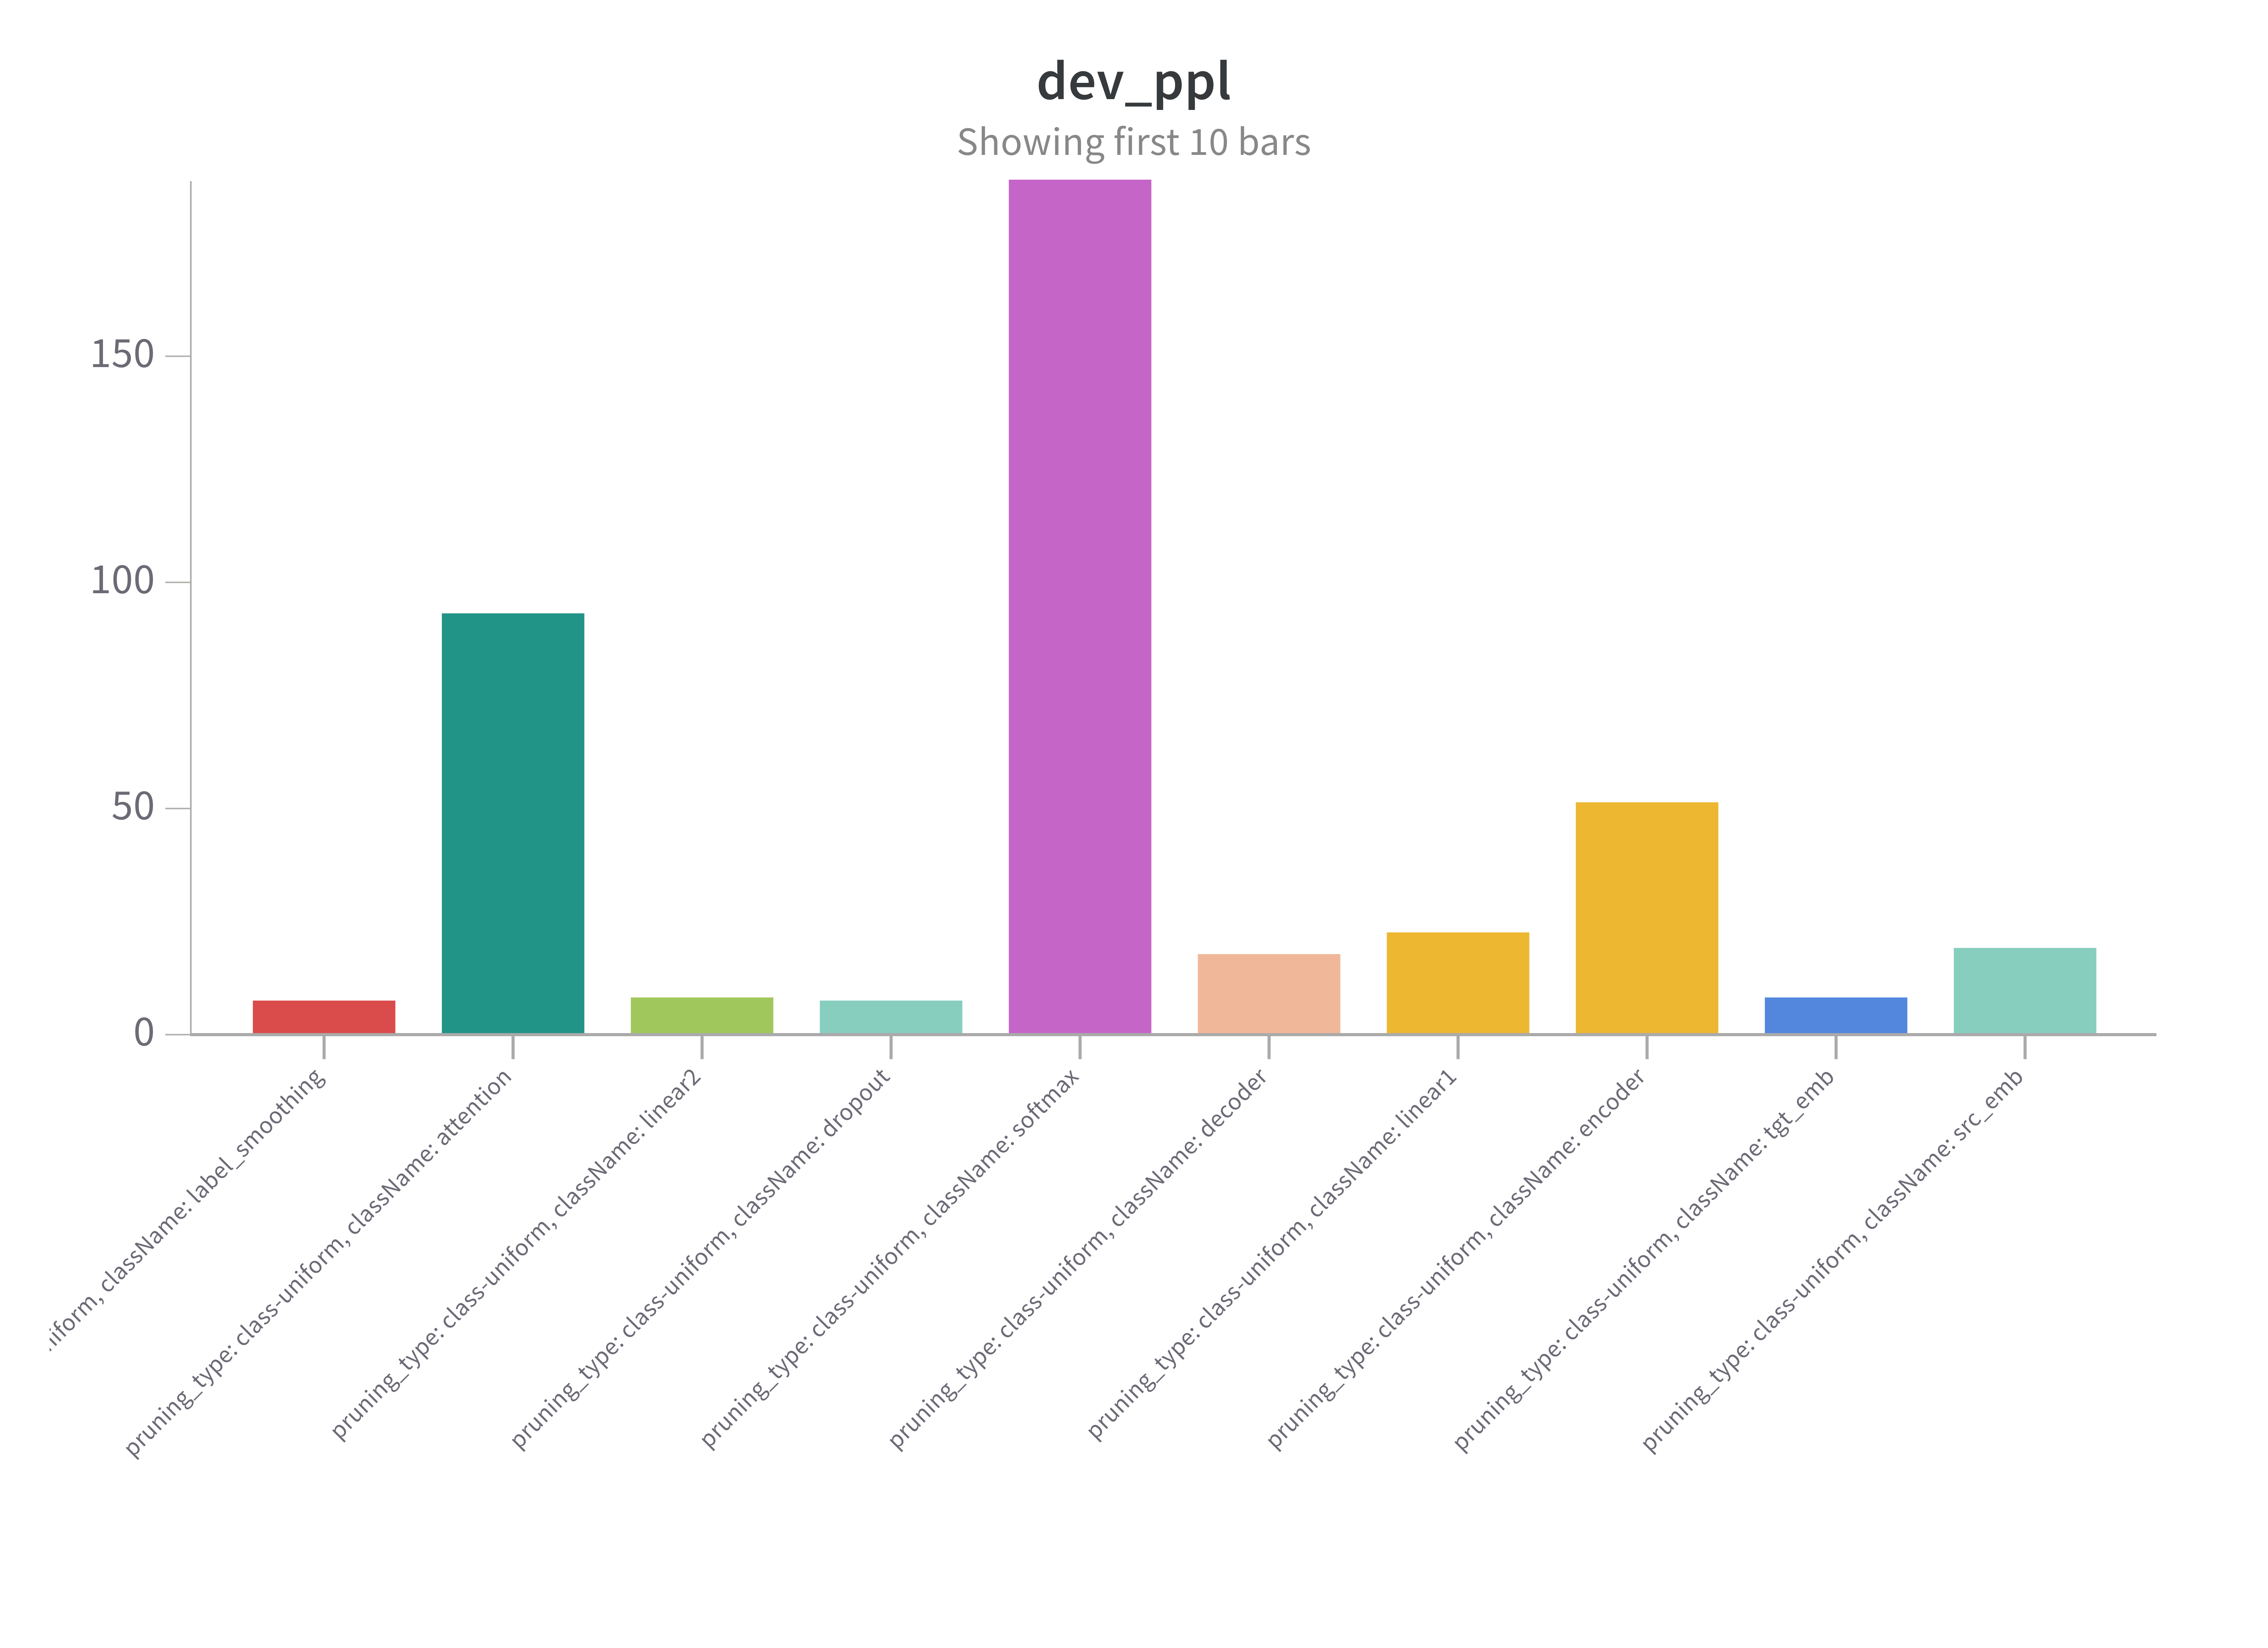 dev_ppl
Showing first 10 bars
150
100
50
0
className: label_smoothing
pruning_type: class-uniform, className: attention
pruning_type: class-uniform, className: linear2
pruning_type: class-uniform, className: dropout
pruning_type: class-uniform, className: softmax
pruning_type: class-uniform, className: decoder
pruning_type: class-uniform, className: linear1
pruning_type: class-uniform, className: encoder
pruning_type: class-uniform, className: tgt_emb
pruning_type: class-uniform, className: src_emb